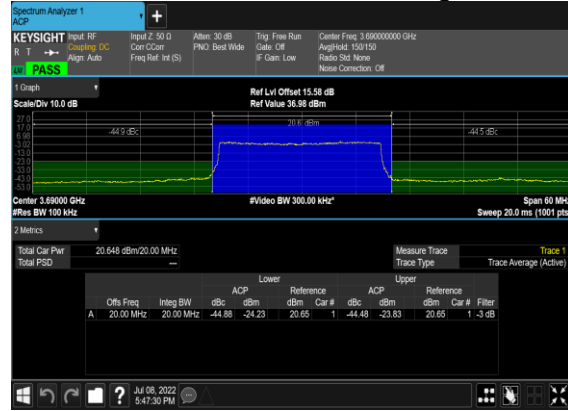 Spectrum Analyzer 1
ACP
+
KEYSIGHT
R T
PASS
Input: RF
Coupling: DC
Align: Auto
Input Z: 50 Ω
Corr CCorr
Freq Ref: Int (S)
Atten: 30 dB
PNO: Best Wide
Trig: Free Run
Gate: Off
IF Gain: Low
Center Freq: 3.690000000 GHz
Avg|Hold: 150/150
Radio Std: None
Noise Correction: Off
1 Graph
Scale/Div 10.0 dB
Ref Lvl Offset 15.58 dB
Ref Value 36.98 dBm
27.0
17.0
6.98
-3.02
-13.0
-23.0
-33.0
-43.0
-53.0
-44.9 dBc
20.6 dBm
-44.5 dBc
Center 3.69000 GHz
#Res BW 100 kHz
#Video BW 300.00 kHz*
Span 60 MHz
Sweep 20.0 ms (1001 pts
2 Metrics
Total Car Pwr 20.648 dBm/20.00 MHz
Total PSD ---
Measure Trace Trace 1
Trace Type Trace Average (Active)
Lower Upper
ACP Reference ACP Reference
Offs Freq Integ BW dBc dBm dBm Car # dBc dBm dBm Car # Filter
A 20.00 MHz 20.00 MHz -44.88 -24.23 20.65 1 -44.48 -23.83 20.65 1 -3 dB
?
Jul 08, 2022
5:47:30 PM